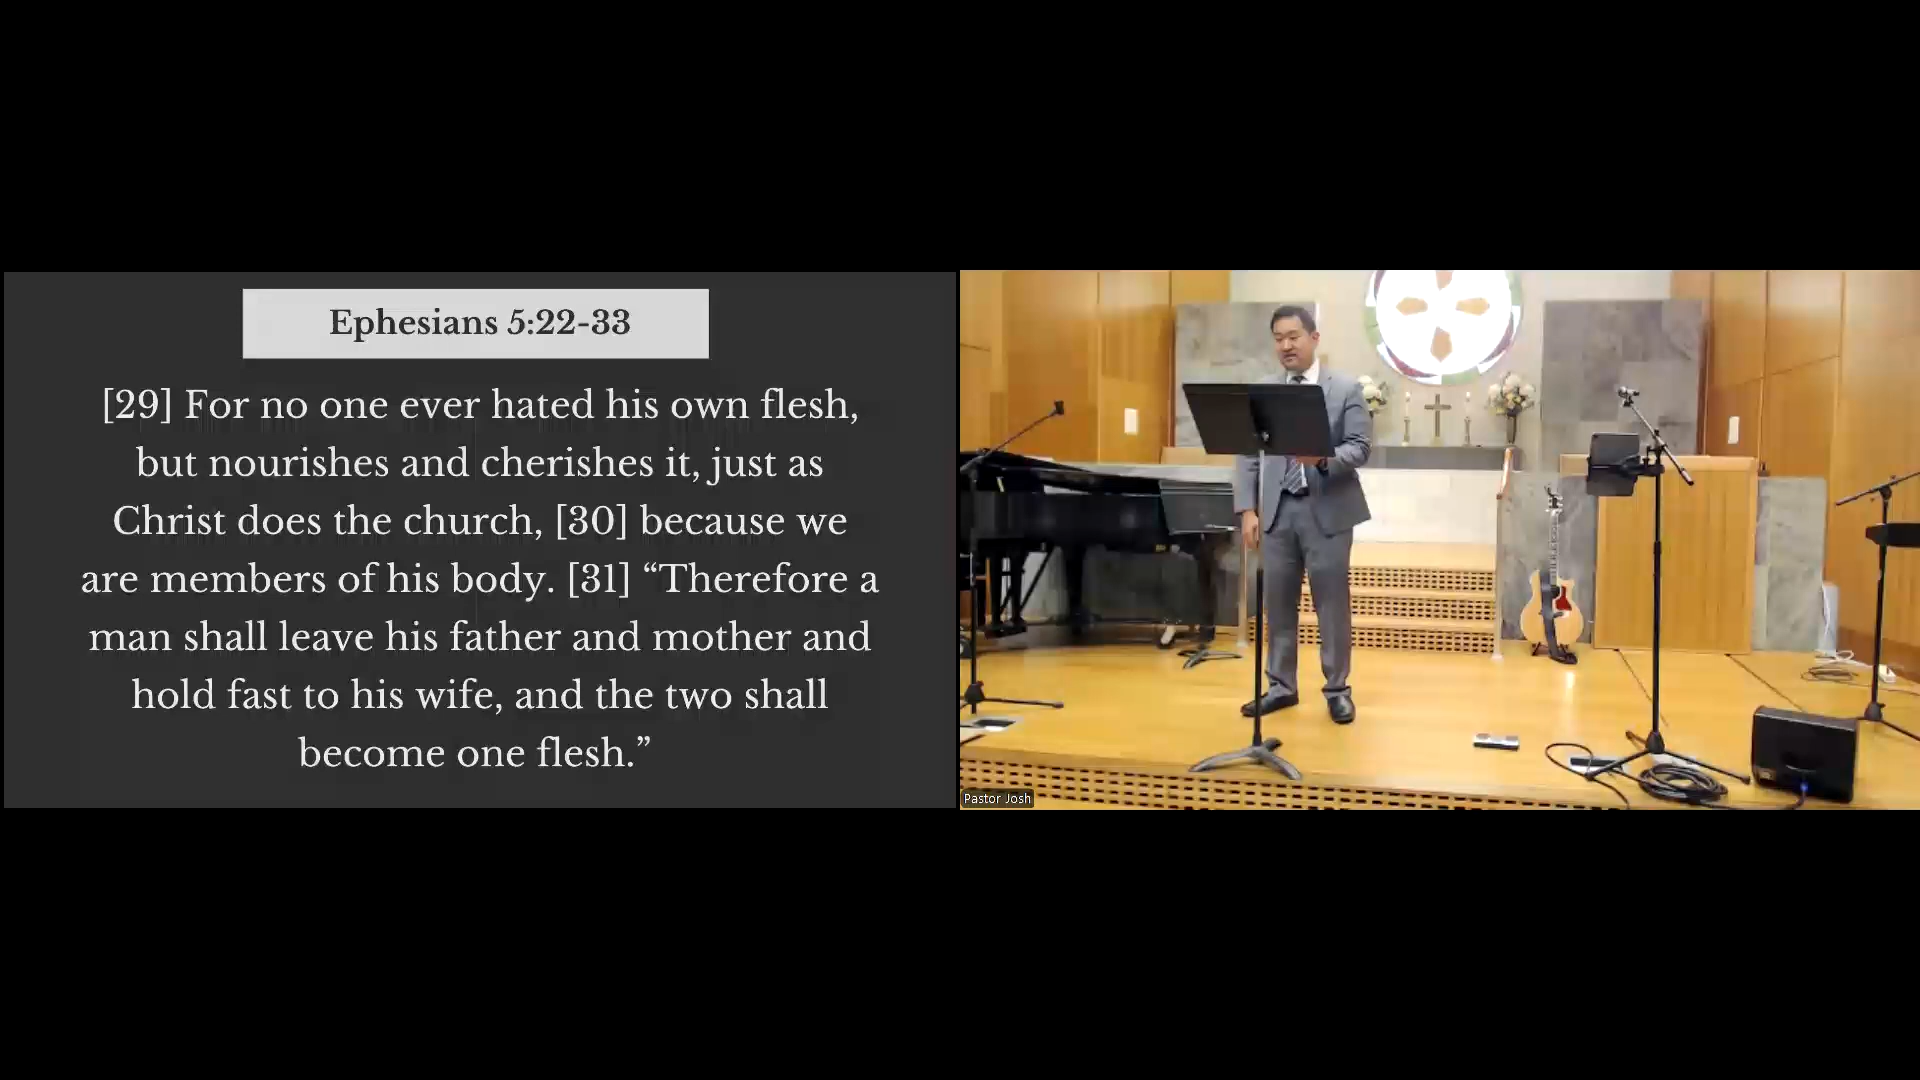 Ephesians 5:22-33
[29] For no one ever hated his own flesh,
but nourishes and cherishes it, just as
Christ does the church, [30] because we
are members of his body. [31] “Therefore a
man shall leave his father and mother and
hold fast to his wife, and the two shall
become one flesh.”
Pastor Josh